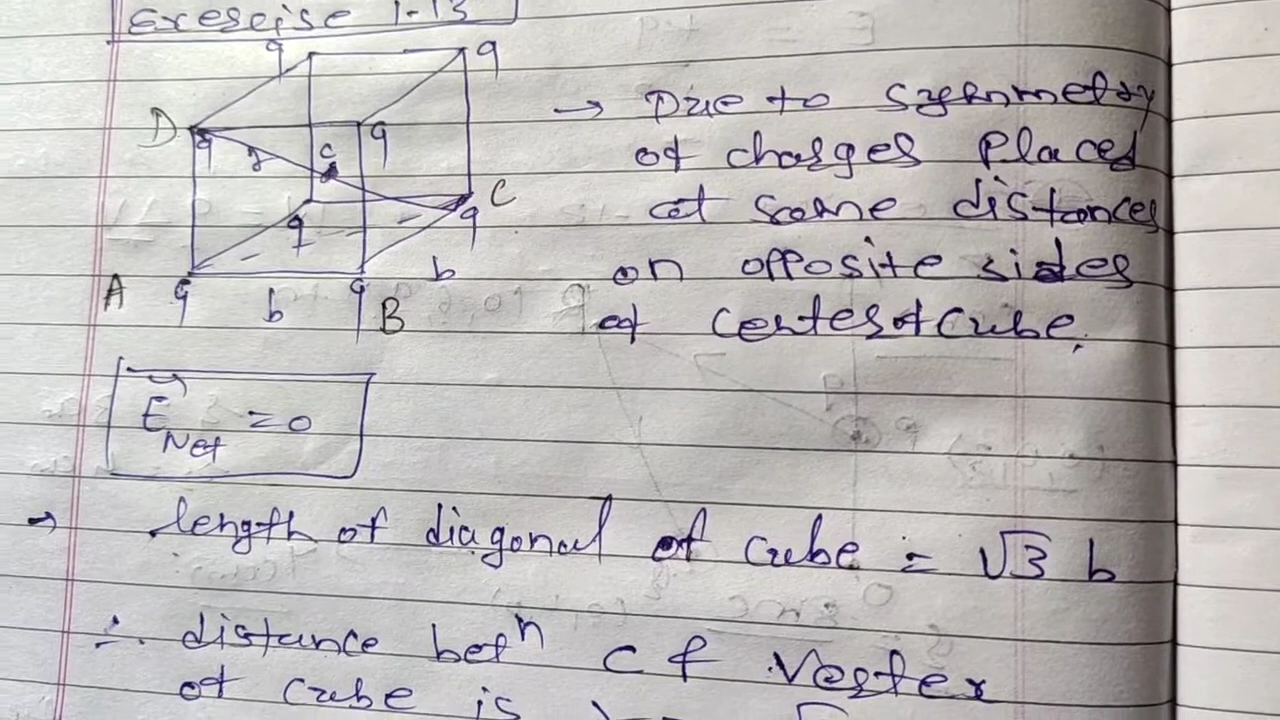 Exercise 1-13
q
q
D
q
r
c
q
C
q
q
b
A
q
b
q
B
→ Due to symmetry
of charges placed
at same distances
on opposite sides
of center of cube.
E Net = 0
→ length of diagonal of cube = √3 b
∴ distance betn c & vertex
of cube is